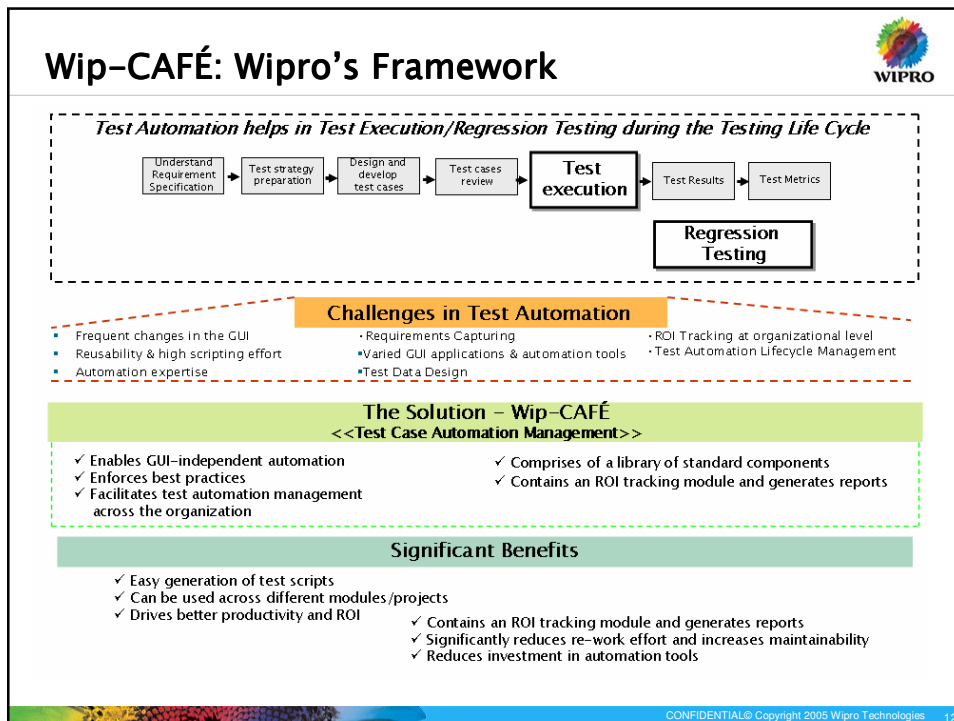 Wip-CAFÉ: Wipro's Framework
WIPRO
Test Automation helps in Test Execution/Regression Testing during the Testing Life Cycle
Understand
Requirement
Specification
Test strategy
preparation
Design and
develop
test cases
Test cases
review
Test
execution
Test Results
Test Metrics
Regression
Testing
Challenges in Test Automation
▪ Frequent changes in the GUI
▪ Reusability & high scripting effort
▪ Automation expertise
• Requirements Capturing
▪Varied GUI applications & automation tools
▪Test Data Design
• ROI Tracking at organizational level
• Test Automation Lifecycle Management
The Solution – Wip-CAFÉ
<<Test Case Automation Management>>
✓ Enables GUI-independent automation
✓ Enforces best practices
✓ Facilitates test automation management
across the organization
✓ Comprises of a library of standard components
✓ Contains an ROI tracking module and generates reports
Significant Benefits
✓ Easy generation of test scripts
✓ Can be used across different modules/projects
✓ Drives better productivity and ROI
✓ Contains an ROI tracking module and generates reports
✓ Significantly reduces re-work effort and increases maintainability
✓ Reduces investment in automation tools
CONFIDENTIAL© Copyright 2005 Wipro Technologies